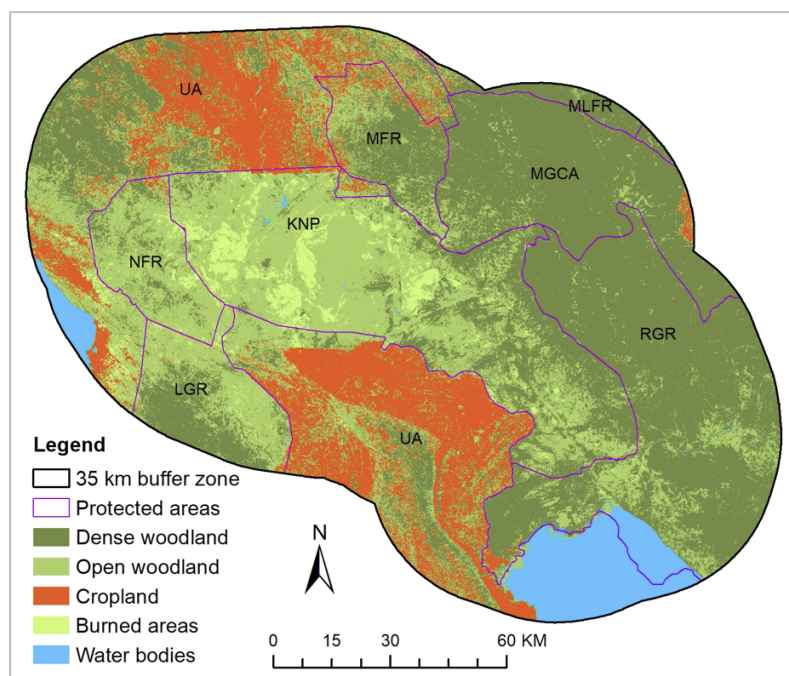 UA
MLFR
MFR
MGCA
KNP
NFR
RGR
LGR
UA
Legend
35 km buffer zone
Protected areas
Dense woodland
Open woodland
Cropland
Burned areas
Water bodies
N
0 15 30 60 KM